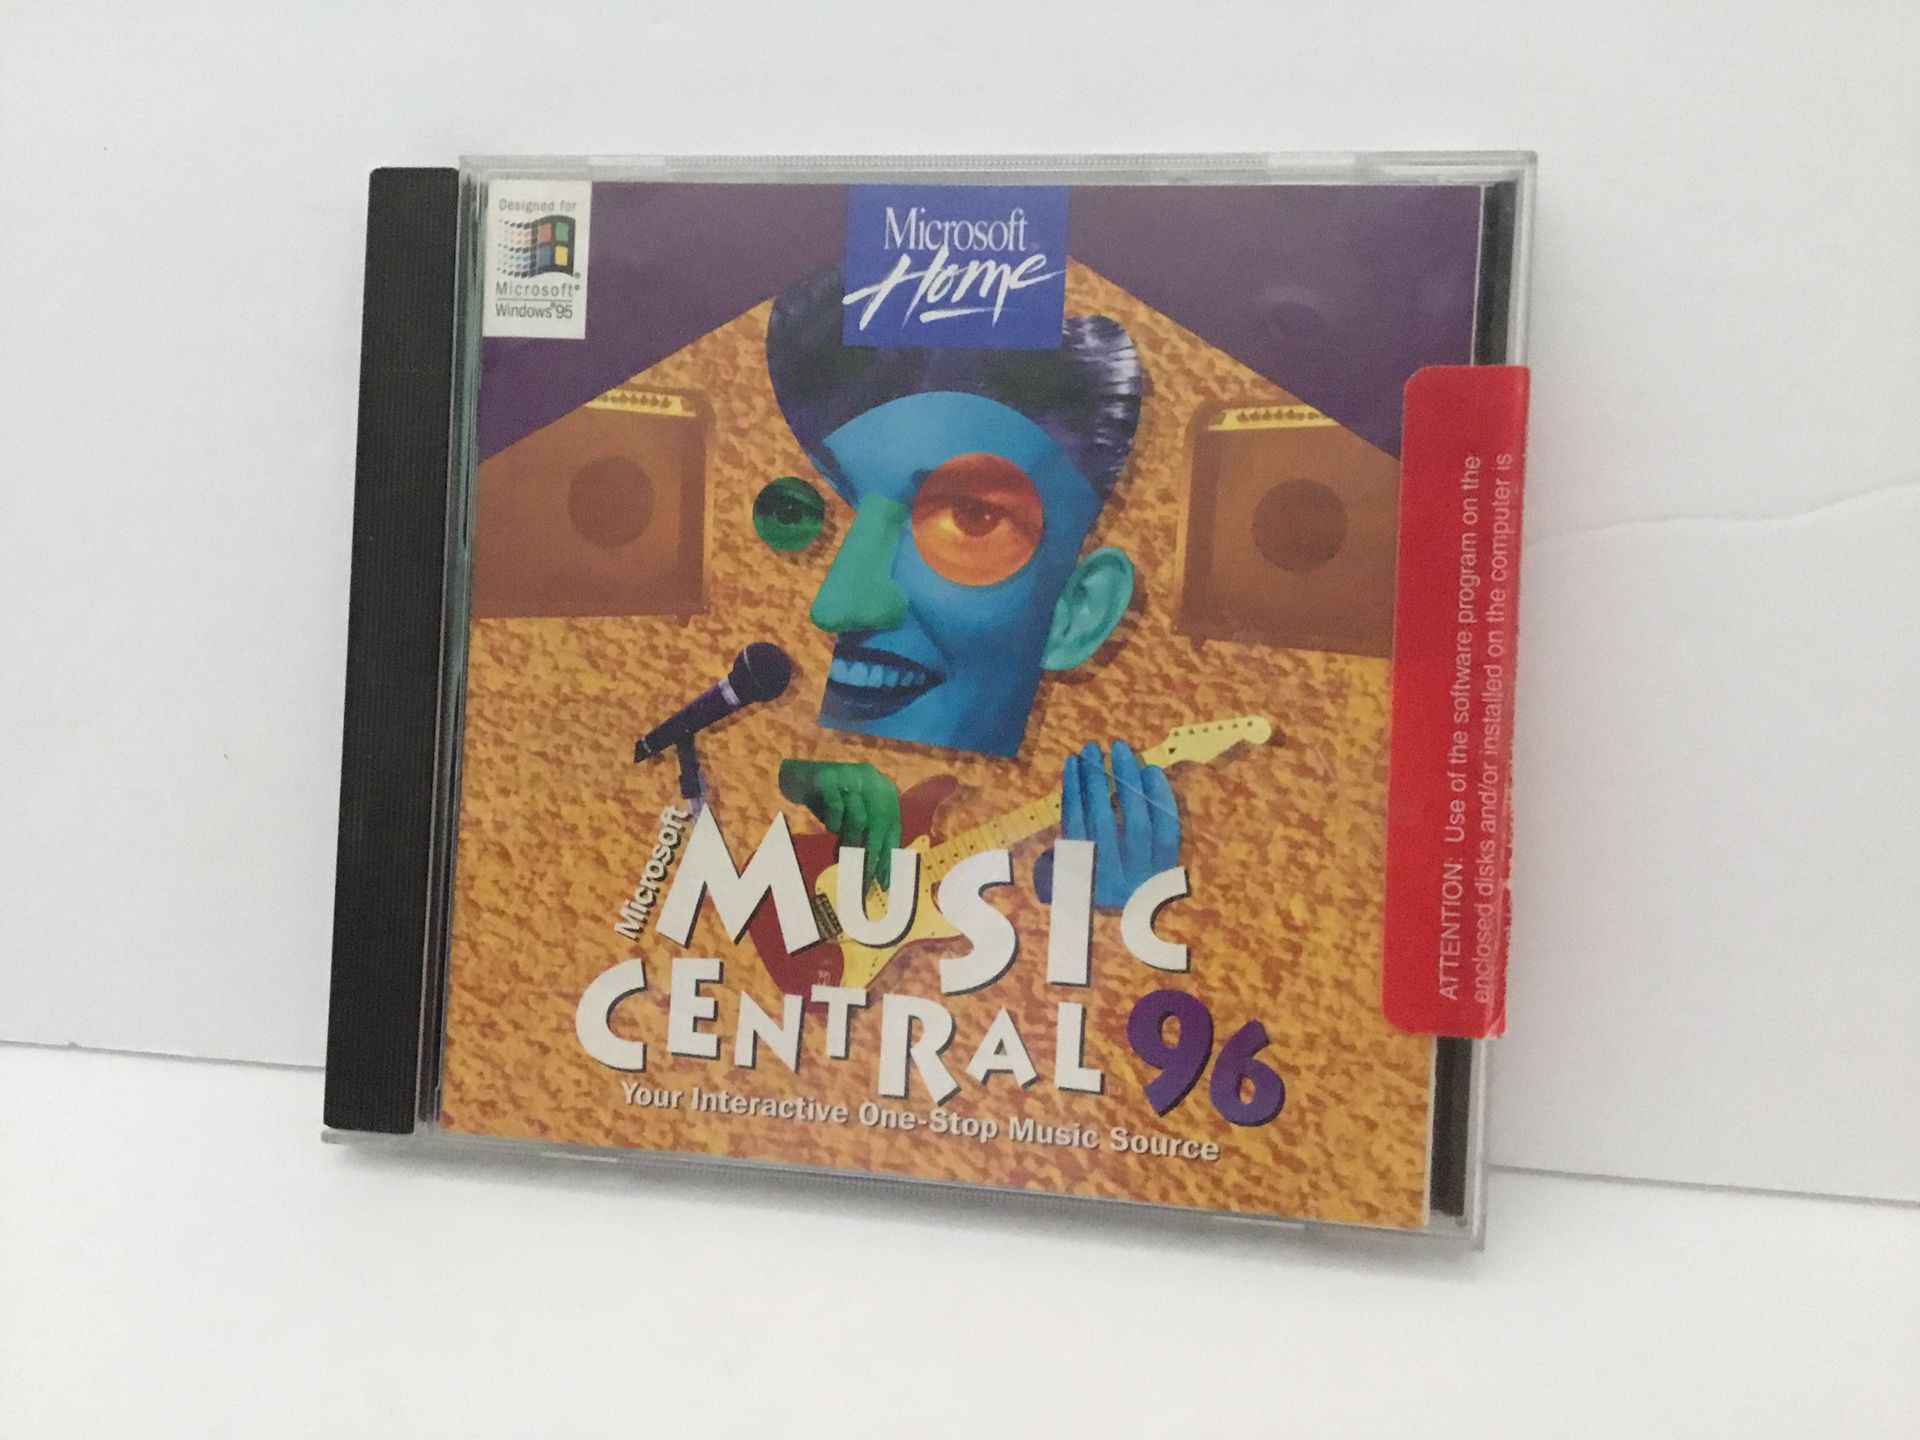 Designed for
Microsoft®
Windows®95
Microsoft®
Home
Microsoft
MUSIC
CENTRAL 96
Your Interactive One-Stop Music Source
ATTENTION: Use of the software program on the
enclosed disks and/or installed on the computer is